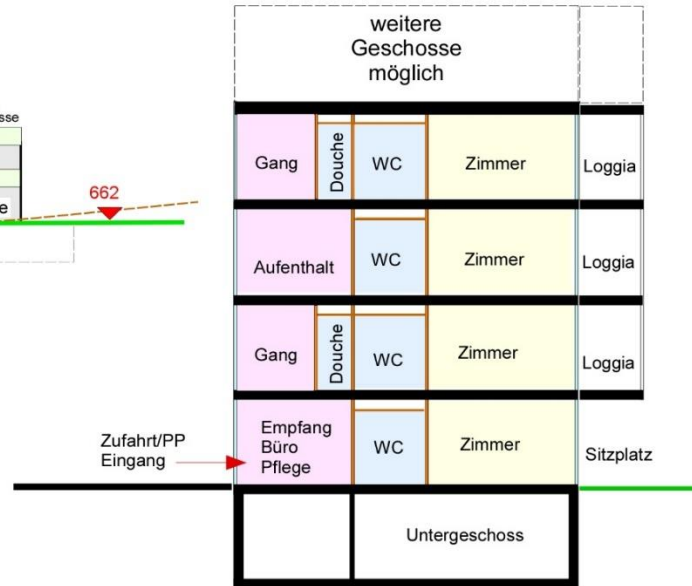 weitere
Geschosse
möglich
sse
662
e
Gang
Douche
WC
Zimmer
Loggia
Aufenthalt
WC
Zimmer
Loggia
Gang
Douche
WC
Zimmer
Loggia
Zufahrt/PP
Eingang
Empfang
Büro
Pflege
WC
Zimmer
Sitzplatz
Untergeschoss